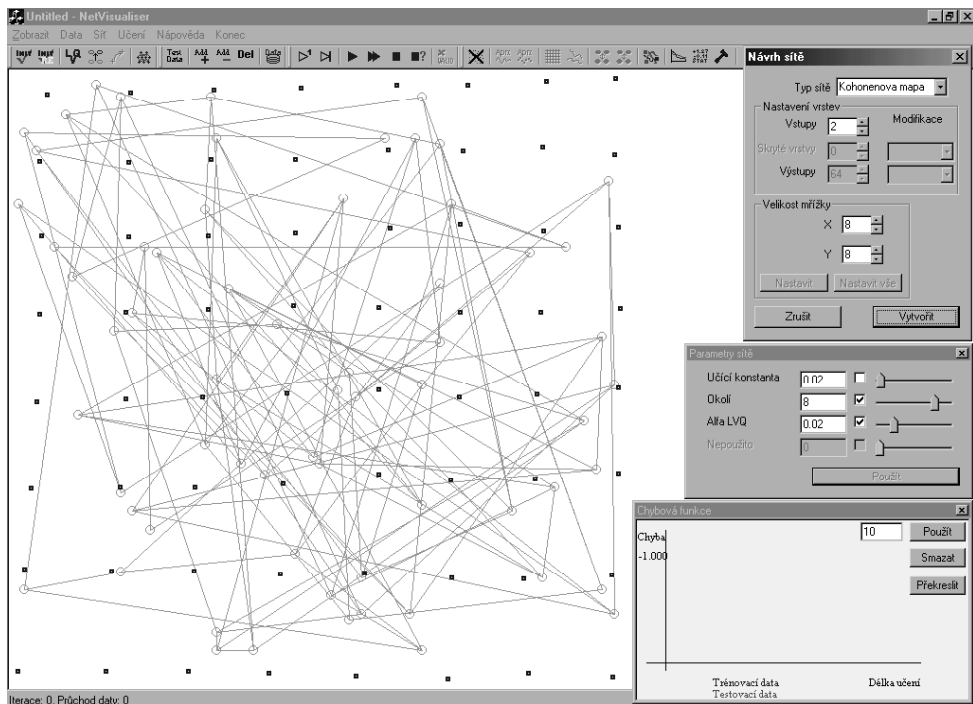 Untitled - NetVisualiser
Zobrazit Data Síť Učení Nápověda Konec
Test Data Add + Add - Del Data
Návrh sítě
Typ sítě Kohonenova mapa
Nastavení vrstev
Vstupy 2 Modifikace
Skryté vrstvy 0
Výstupy 64
Velikost mřížky
X 8
Y 8
Nastavit Nastavit vše
Zrušit Vytvořit
Parametry sítě
Učící konstanta 0.02
Okolí 8
Alfa LVQ 0.02
Nepoužito 0
Použít
Chybová funkce
Chyba 10 Použít
-1.000 Smazat
Překreslit
Trénovací data Délka učení
Testovací data
Iterace: 0, Průchod daty: 0